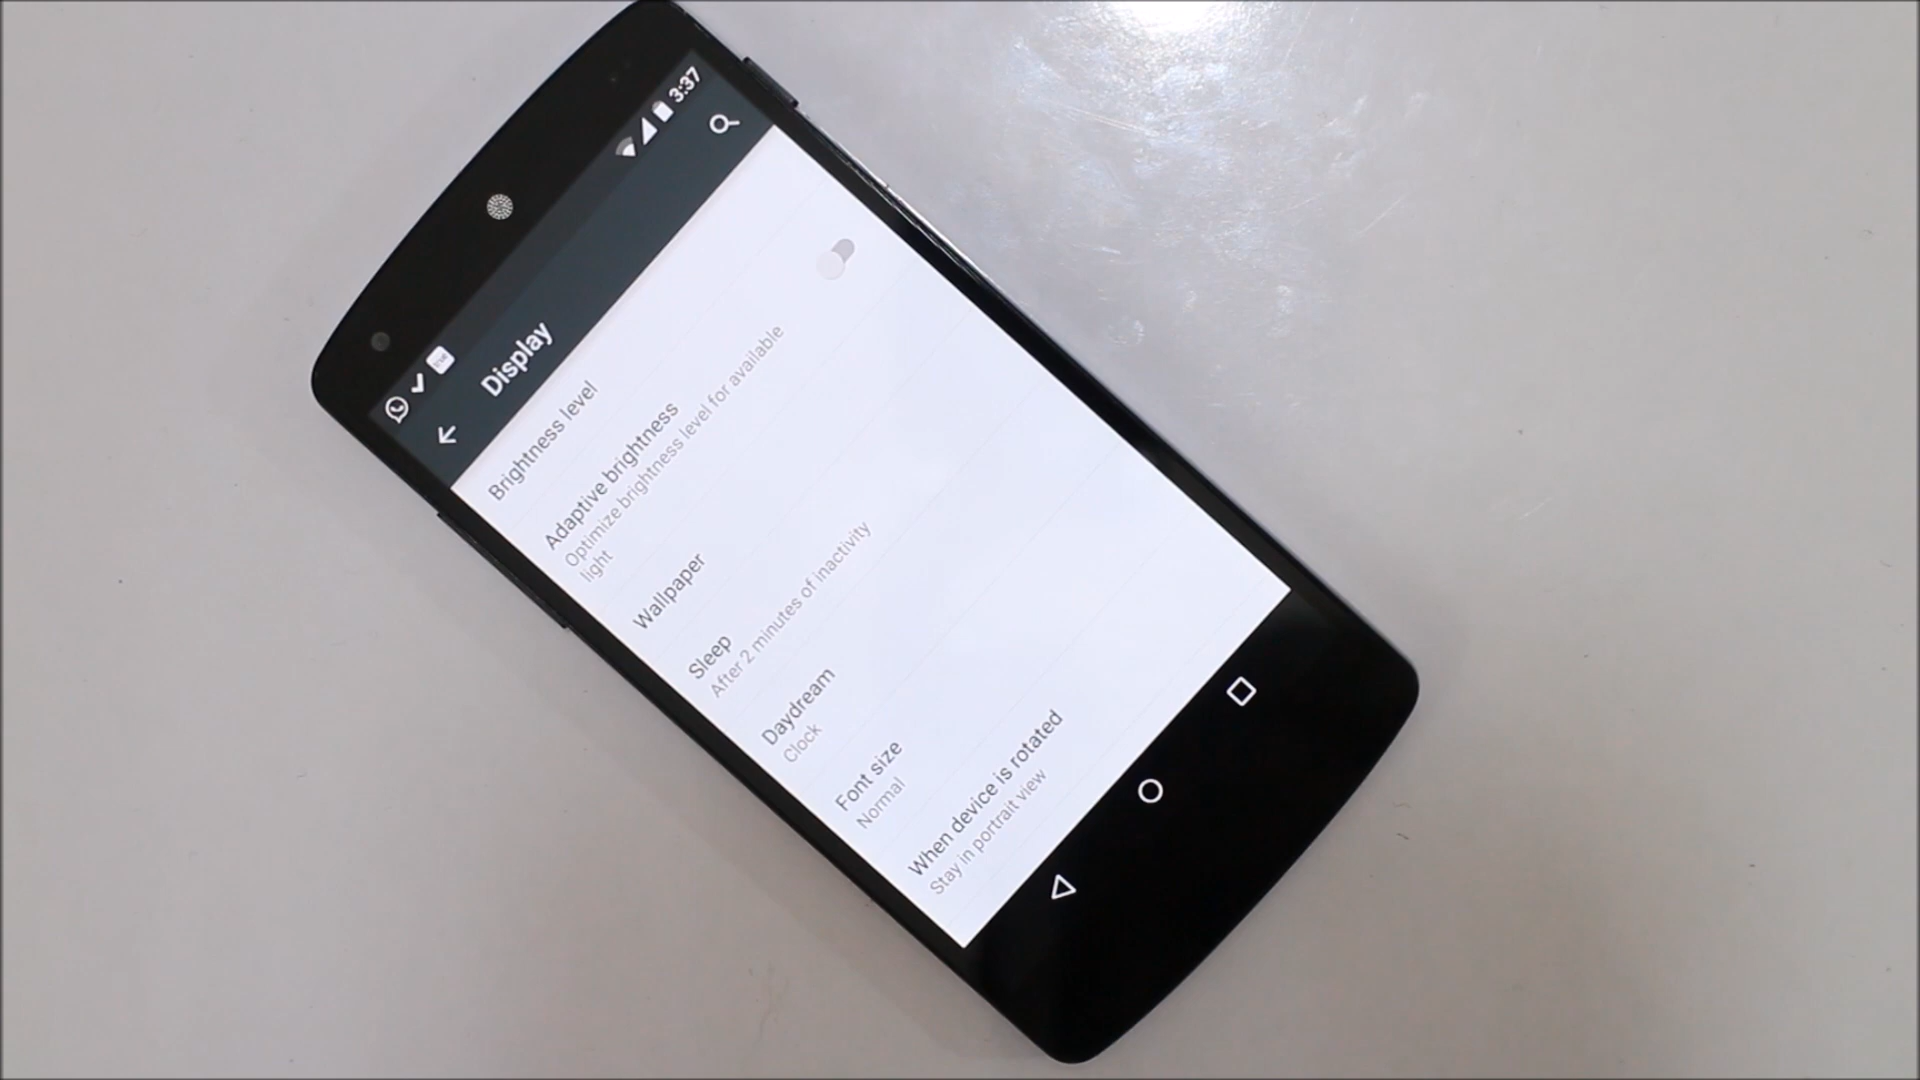 3:37
Display
Brightness level
Adaptive brightness
Optimize brightness level for available
light
Wallpaper
Sleep
After 2 minutes of inactivity
Daydream
Clock
Font size
Normal
When device is rotated
Stay in portrait view